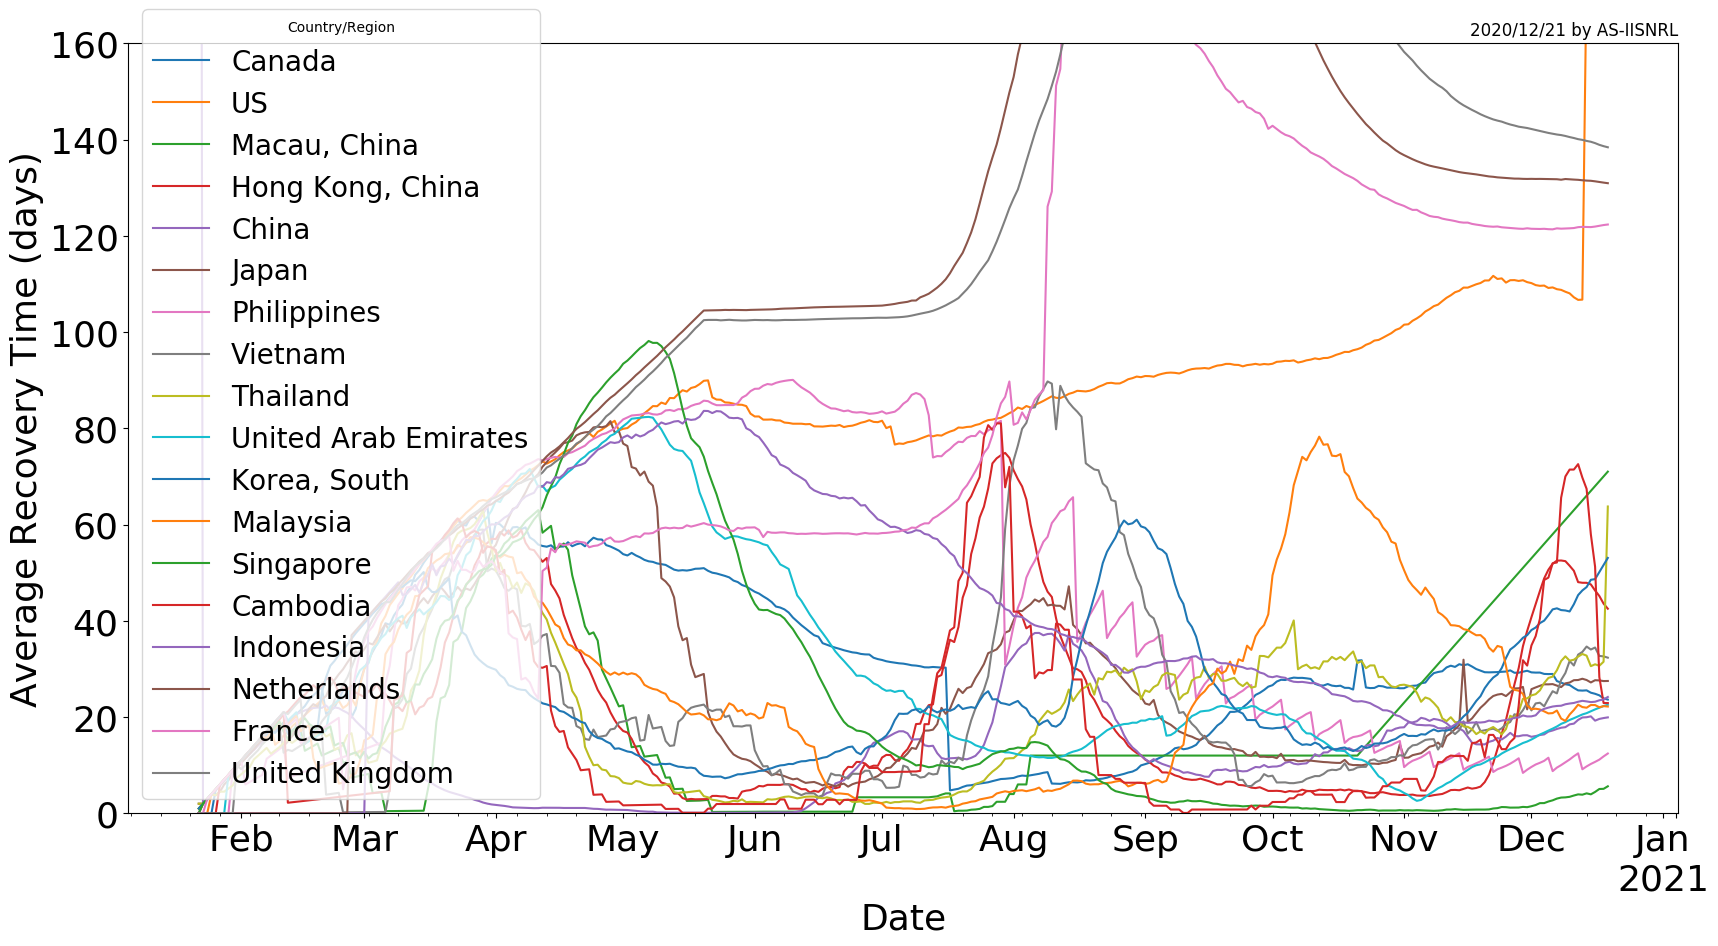 Country/Region
2020/12/21 by AS-IISNRL
Canada
US
Macau, China
Hong Kong, China
China
Japan
Philippines
Vietnam
Thailand
United Arab Emirates
Korea, South
Malaysia
Singapore
Cambodia
Indonesia
Netherlands
France
United Kingdom
Average Recovery Time (days)
160
140
120
100
80
60
40
20
0
Feb Mar Apr May Jun Jul Aug Sep Oct Nov Dec Jan
2021
Date